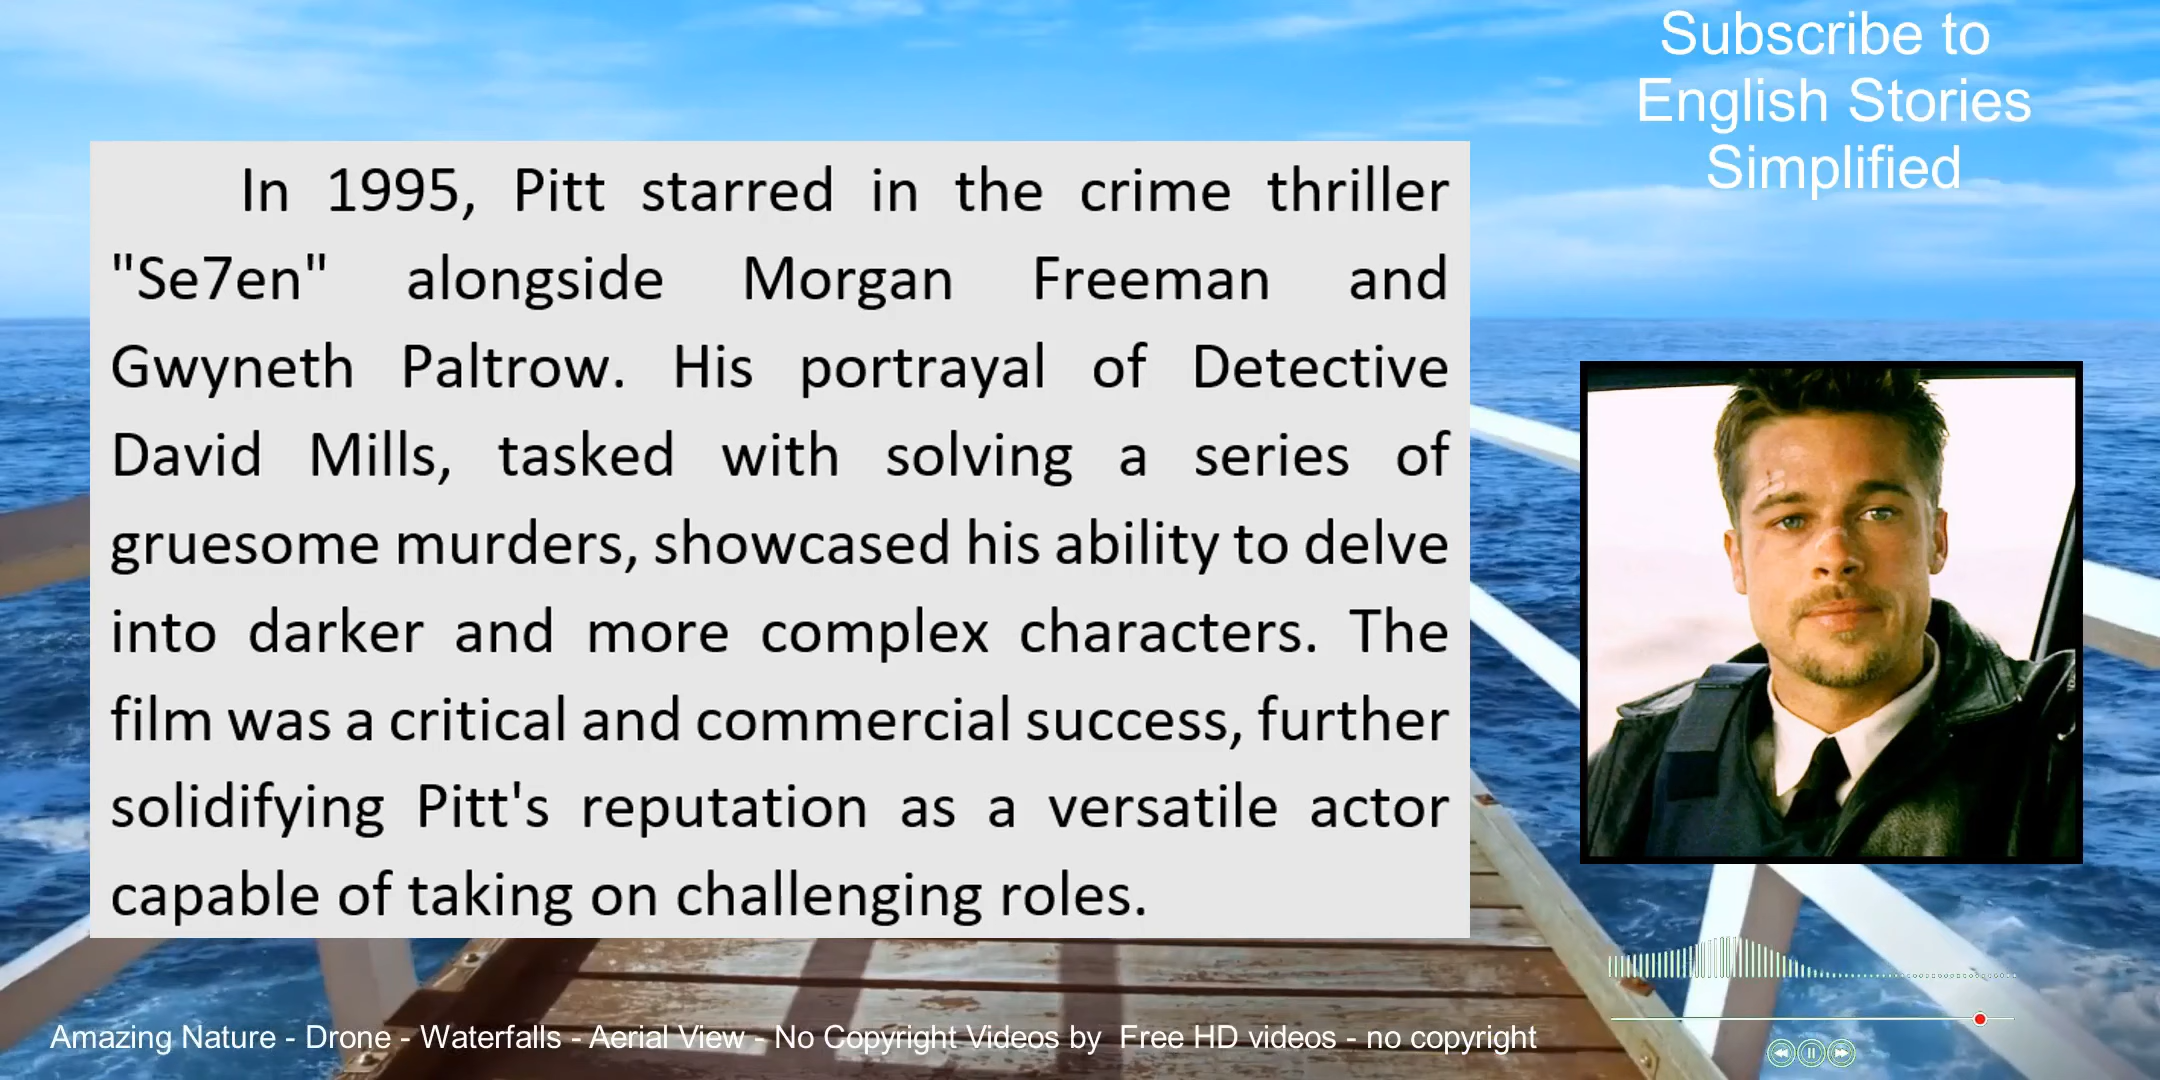 Subscribe to
English Stories
Simplified
In 1995, Pitt starred in the crime thriller
"Se7en" alongside Morgan Freeman and
Gwyneth Paltrow. His portrayal of Detective
David Mills, tasked with solving a series of
gruesome murders, showcased his ability to delve
into darker and more complex characters. The
film was a critical and commercial success, further
solidifying Pitt's reputation as a versatile actor
capable of taking on challenging roles.
Amazing Nature - Drone - Waterfalls - Aerial View - No Copyright Videos by  Free HD videos - no copyright